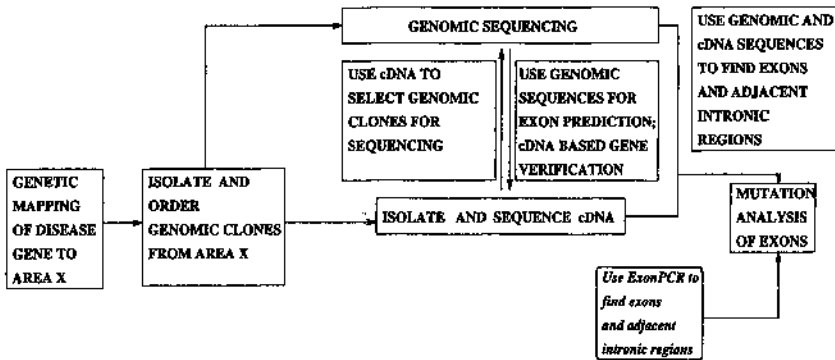 GENOMIC SEQUENCING
USE cDNA TO
SELECT GENOMIC
CLONES FOR
SEQUENCING
USE GENOMIC
SEQUENCES FOR
EXON PREDICTION;
cDNA BASED GENE
VERIFICATION
USE GENOMIC AND
cDNA SEQUENCES
TO FIND EXONS
AND ADJACENT
INTRONIC
REGIONS
GENETIC
MAPPING
OF DISEASE
GENE TO
AREA X
ISOLATE AND
ORDER
GENOMIC CLONES
FROM AREA X
ISOLATE AND SEQUENCE cDNA
MUTATION
ANALYSIS
OF EXONS
Use ExonPCR to
find exons
and adjacent
intronic regions